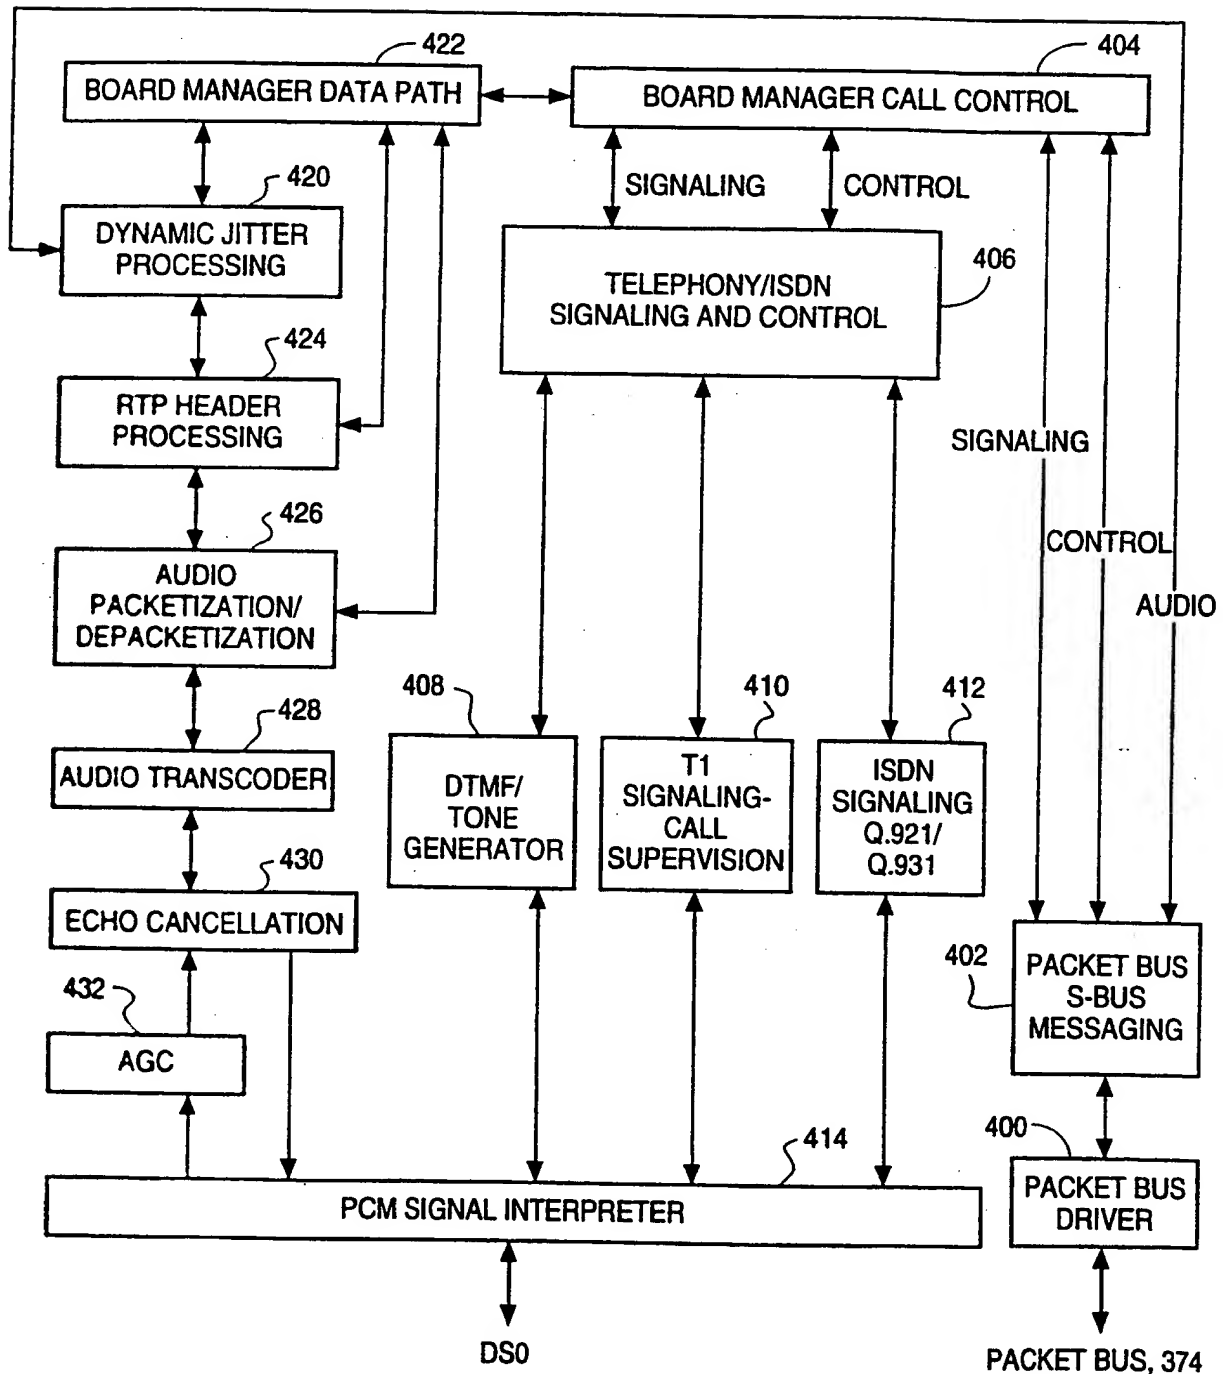 422
404
BOARD MANAGER DATA PATH
BOARD MANAGER CALL CONTROL
420
SIGNALING
CONTROL
DYNAMIC JITTER
PROCESSING
406
TELEPHONY/ISDN
SIGNALING AND CONTROL
424
RTP HEADER
PROCESSING
SIGNALING
426
CONTROL
AUDIO
PACKETIZATION/
DEPACKETIZATION
AUDIO
408
410
412
428
AUDIO TRANSCODER
DTMF/
TONE
GENERATOR
T1
SIGNALING-
CALL
SUPERVISION
ISDN
SIGNALING
Q.921/
Q.931
430
ECHO CANCELLATION
402
PACKET BUS
S-BUS
MESSAGING
432
AGC
414
400
PCM SIGNAL INTERPRETER
PACKET BUS
DRIVER
DS0
PACKET BUS, 374